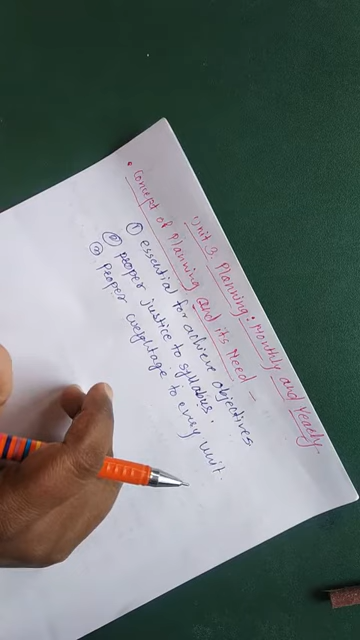 Unit 3. Planning: Monthly and Yearly.
• Concept of Planning and its Need -
① essential for achieve objectives
② proper justice to syllabus.
③ Proper weightage to every unit.